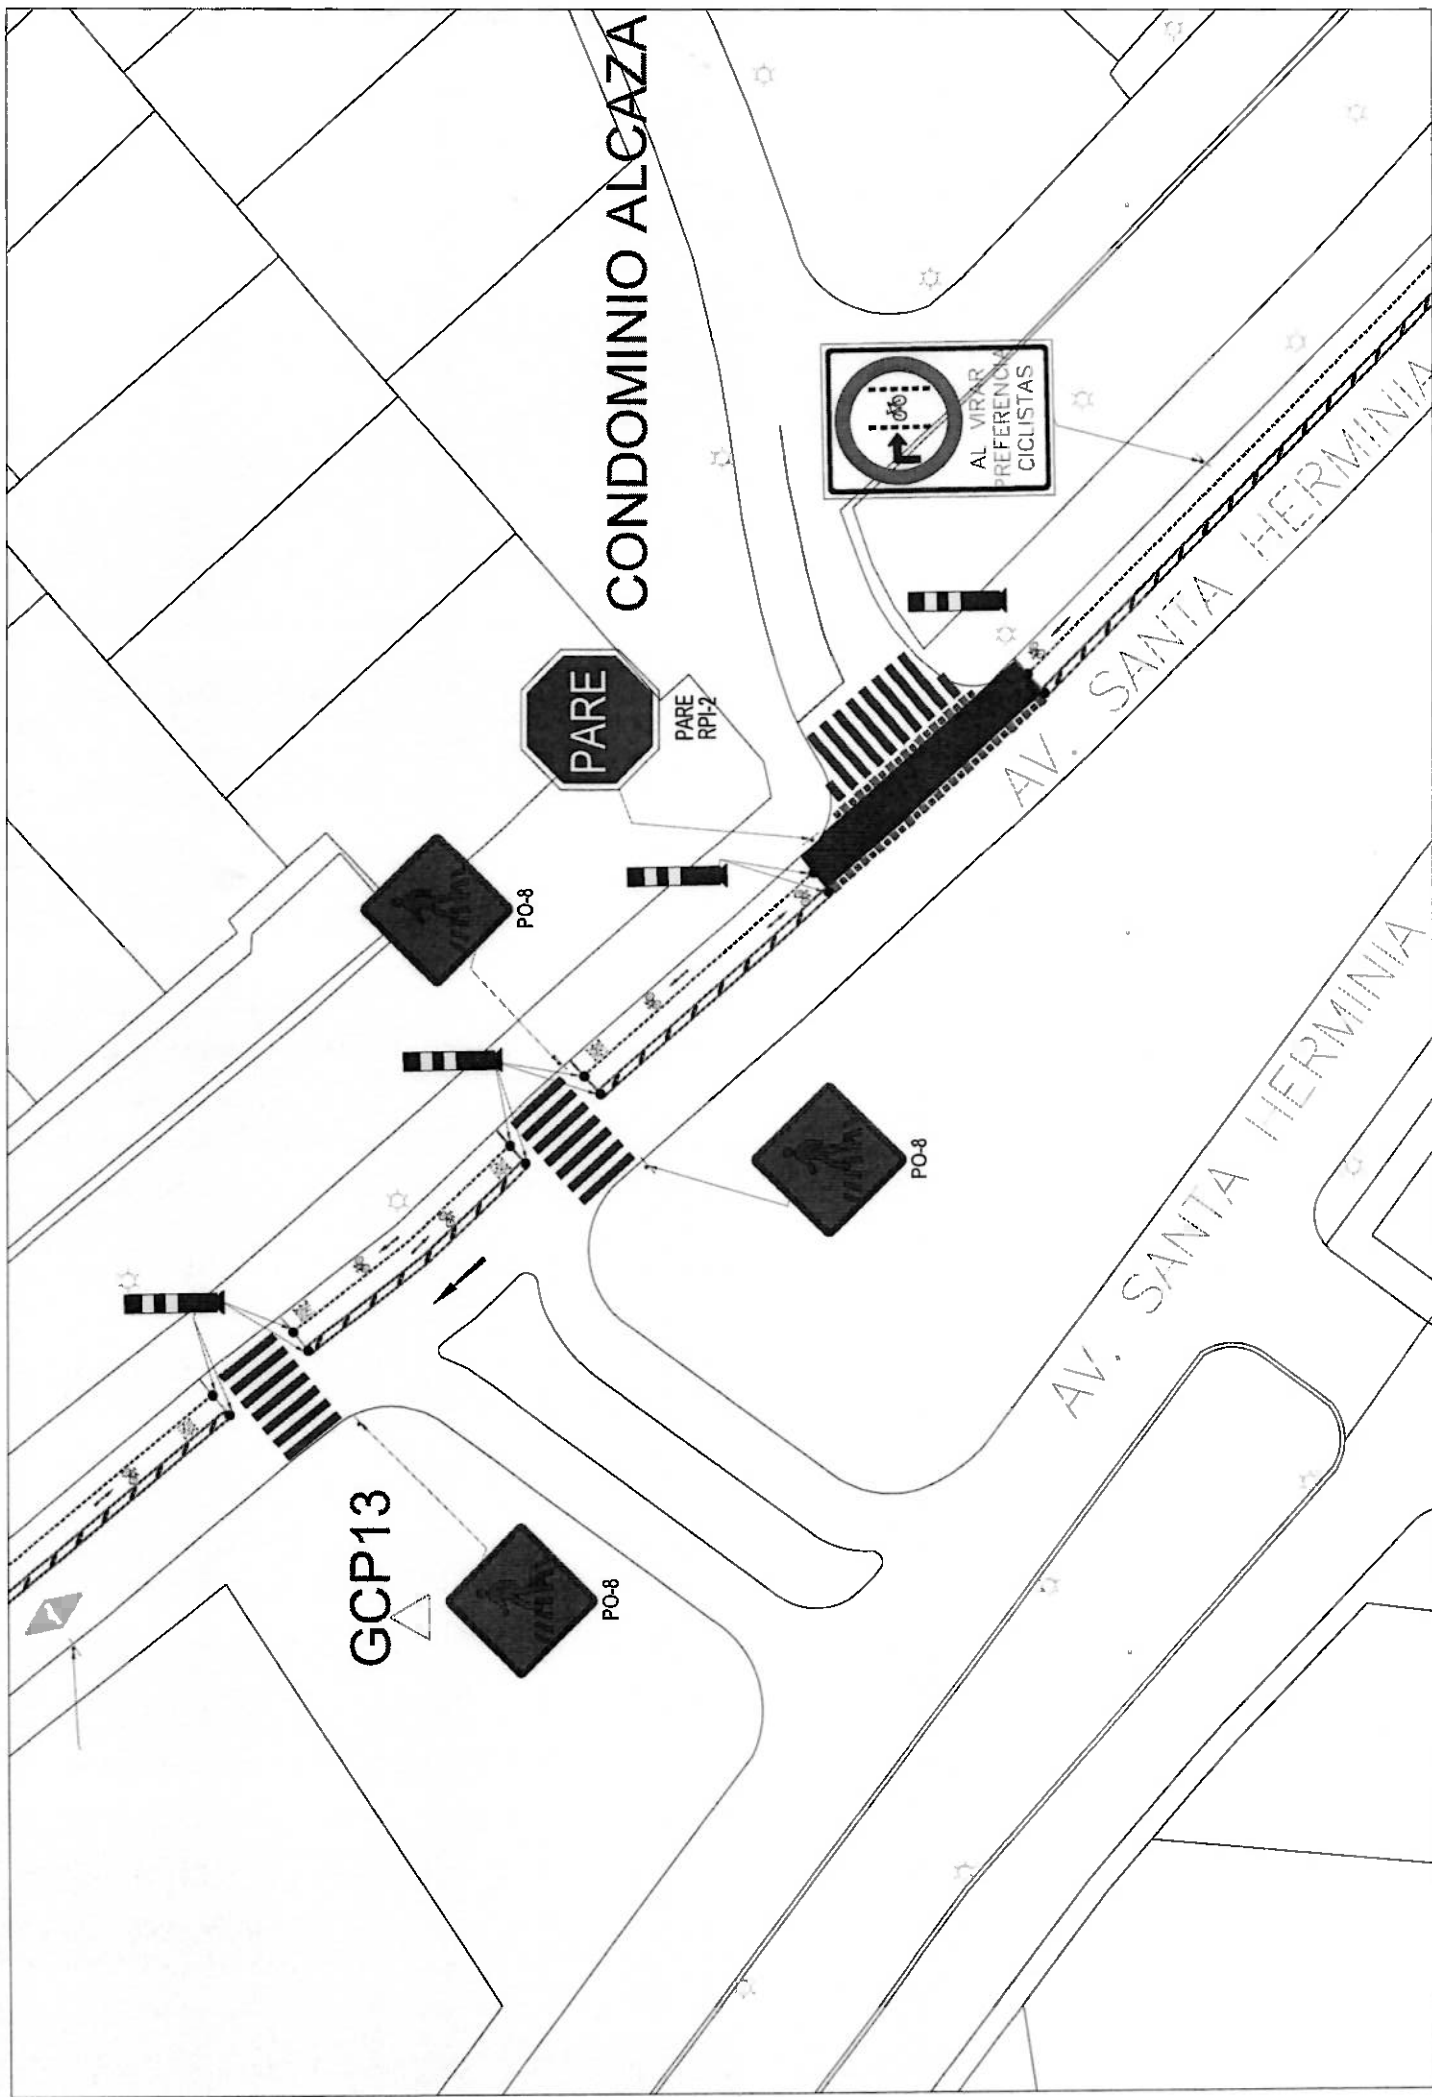 CONDOMINIO ALCAZA
PARE
PARE
RPI-2
AL VIRAR
PREFERENCIA
CICLISTAS
PO-8
PO-8
GCP13
PO-8
AV. SANTA HERMINIA
AV. SANTA HERMINIA